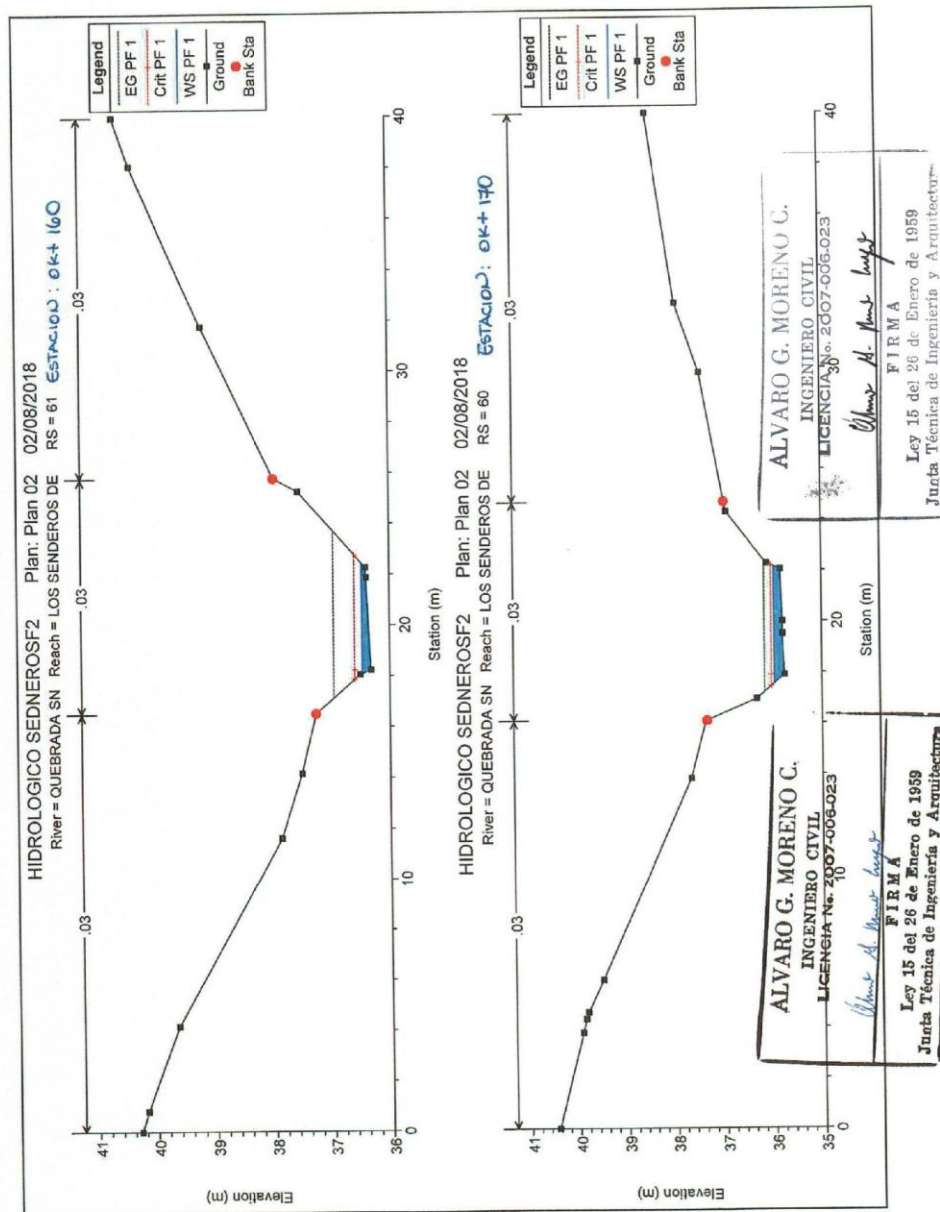 HIDROLOGICO SEDNEROSF2 Plan: Plan 02 02/08/2018
River = QUEBRADA SN Reach = LOS SENDEROS DE RS = 61 ESTACION: 0K+160
.03
.03
.03
Legend
EG PF 1
Crit PF 1
WS PF 1
Ground
Bank Sta
Elevation (m)
41
40
39
38
37
36
0
10
20
30
40
Station (m)
HIDROLOGICO SEDNEROSF2 Plan: Plan 02 02/08/2018
River = QUEBRADA SN Reach = LOS SENDEROS DE RS = 60 ESTACION: 0K+170
.03
.03
.03
Legend
EG PF 1
Crit PF 1
WS PF 1
Ground
Bank Sta
Elevation (m)
41
40
39
38
37
36
35
0
10
20
30
40
Station (m)
ALVARO G. MORENO C.
INGENIERO CIVIL
LICENCIA No. 2007-006-023
FIRMA
Ley 15 del 26 de Enero de 1959
Junta Técnica de Ingeniería y Arquitectura
ALVARO G. MORENO C.
INGENIERO CIVIL
LICENCIA No. 2007-006-023
FIRMA
Ley 15 del 26 de Enero de 1959
Junta Técnica de Ingeniería y Arquitectura